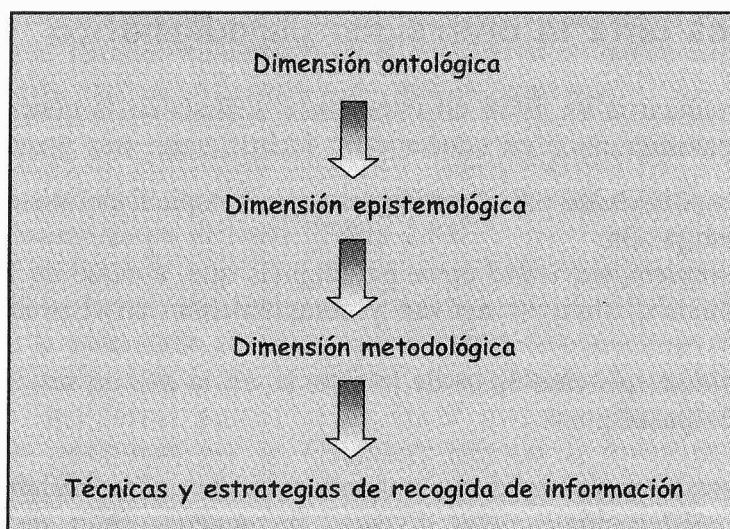 Dimensión ontológica
Dimensión epistemológica
Dimensión metodológica
Técnicas y estrategias de recogida de información